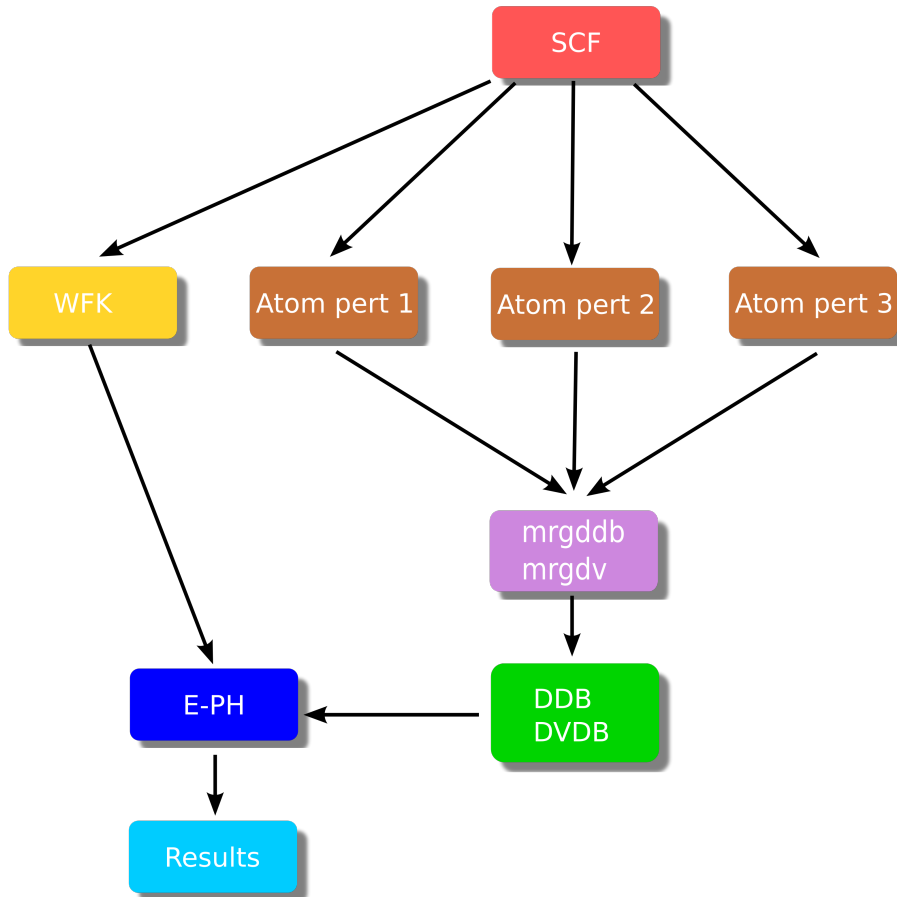 SCF
WFK
Atom pert 1
Atom pert 2
Atom pert 3
mrgddb
mrgdv
E-PH
DDB
DVDB
Results